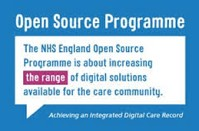 Open Source Programme
The NHS England Open Source
Programme is about increasing
the range of digital solutions
available for the care community.
Achieving an Integrated Digital Care Record